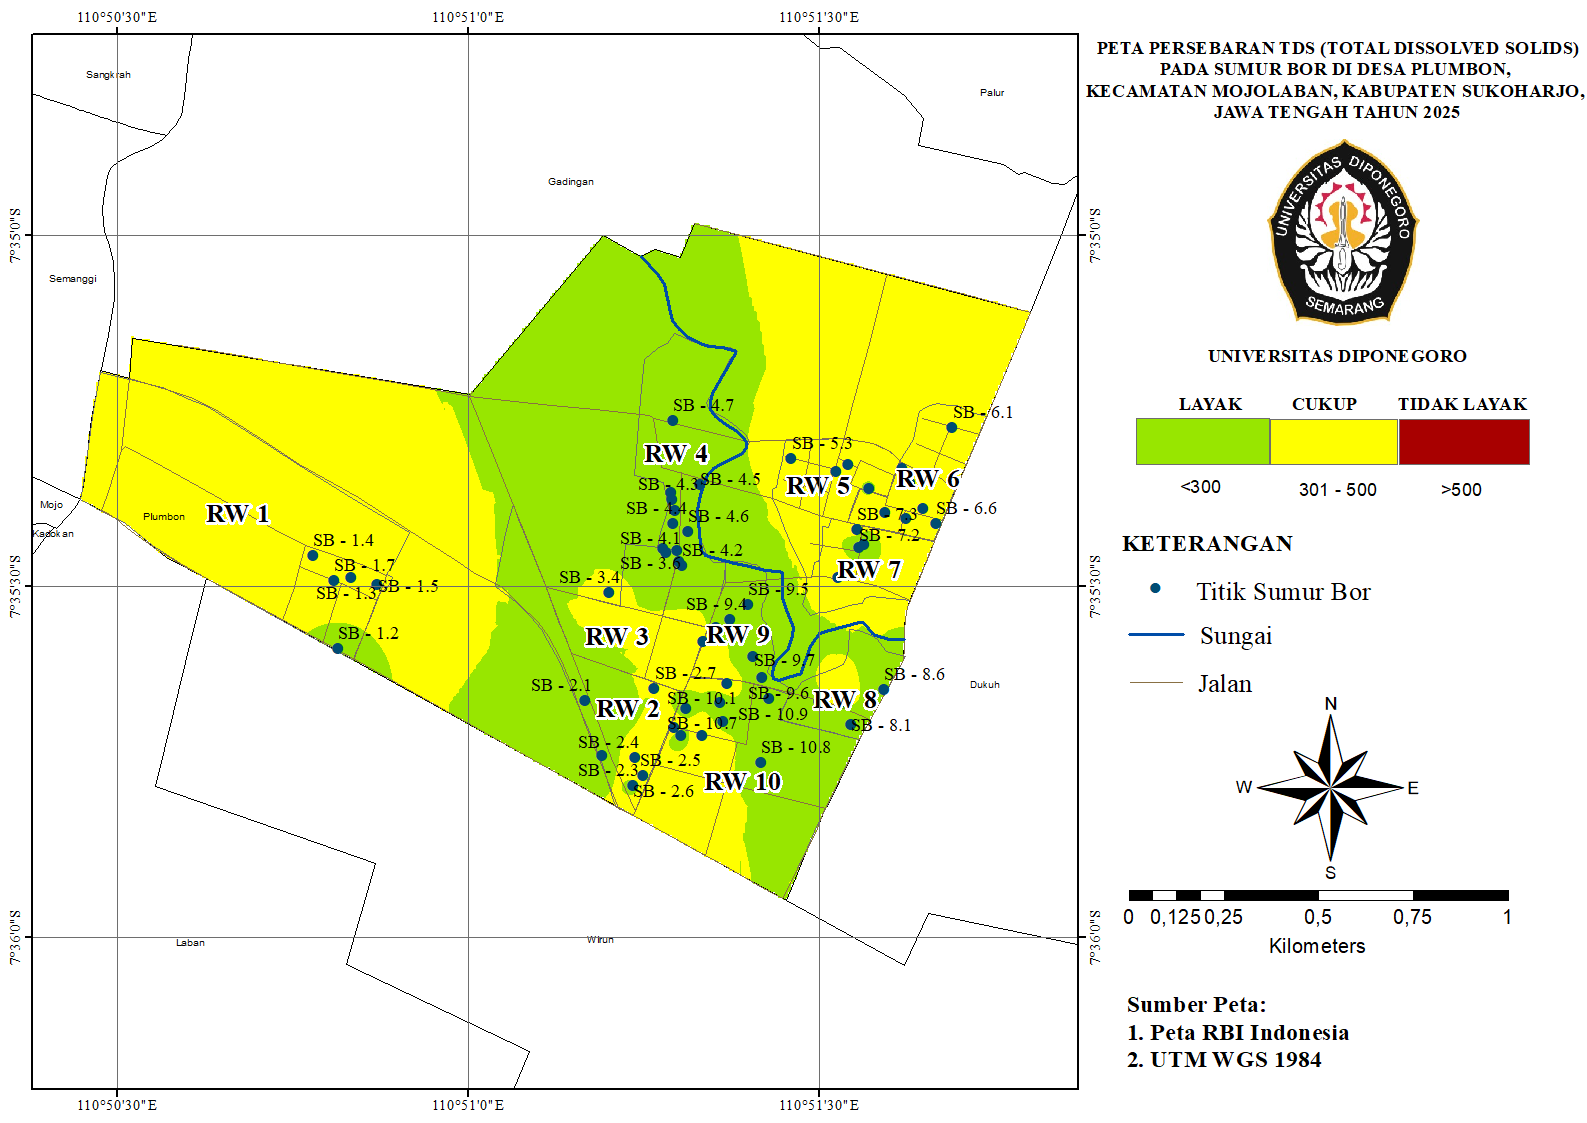 110°50'30"E
110°51'0"E
110°51'30"E
PETA PERSEBARAN TDS (TOTAL DISSOLVED SOLIDS)
PADA SUMUR BOR DI DESA PLUMBON,
KECAMATAN MOJOLABAN, KABUPATEN SUKOHARJO,
JAWA TENGAH TAHUN 2025
UNIVERSITAS DIPONEGORO
SEMARANG
UNIVERSITAS DIPONEGORO
LAYAK
CUKUP
TIDAK LAYAK
<300
301 - 500
>500
KETERANGAN
Titik Sumur Bor
Sungai
Jalan
N
W
E
S
0
0,125
0,25
0,5
0,75
1
Kilometers
Sumber Peta:
1. Peta RBI Indonesia
2. UTM WGS 1984
Sangkrah
Palur
Gadingan
7°35'0"S
7°35'0"S
Semanggi
SB - 4.7
SB - 6.1
SB - 5.3
RW 4
RW 5
RW 6
SB - 4.3
SB - 4.5
Mojo
Plumbon
RW 1
SB - 4.4
SB - 4.6
SB - 7.3
SB - 6.6
Kadokan
SB - 1.4
SB - 4.1
SB - 4.2
SB - 7.2
SB - 1.7
SB - 3.6
RW 7
SB - 1.3
SB - 1.5
SB - 3.4
SB - 9.5
7°35'30"S
7°35'30"S
SB - 9.4
SB - 1.2
RW 3
RW 9
SB - 9.7
SB - 2.7
SB - 8.6
Dukuh
SB - 2.1
SB - 10.1
SB - 9.6
RW 8
RW 2
SB - 10.9
SB - 10.7
SB - 8.1
SB - 2.4
SB - 10.8
SB - 2.5
SB - 2.3
RW 10
SB - 2.6
Laban
Wirun
7°36'0"S
7°36'0"S
110°50'30"E
110°51'0"E
110°51'30"E